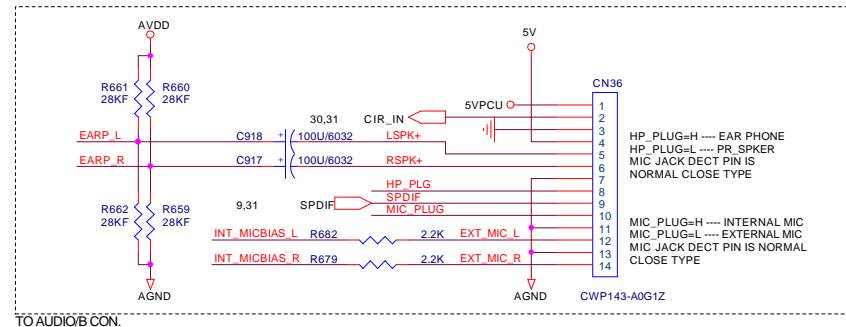 AVDD
5V
CN36
R661
28KF
R660
28KF
5VPCU
1
30,31
CIR_IN
2
3
HP_PLUG=H ---- EAR PHONE
EARP_L
C918
+
100U/6032
LSPK+
4
HP_PLUG=L ---- PR_SPKER
5
MIC JACK DECT PIN IS
EARP_R
C917
+
100U/6032
RSPK+
6
NORMAL CLOSE TYPE
7
HP_PLG
8
R662
28KF
R659
28KF
9,31
SPDIF
SPDIF
9
MIC_PLUG
10
MIC_PLUG=H ---- INTERNAL MIC
11
MIC_PLUG=L ---- EXTERNAL MIC
INT_MICBIAS_L
R682
2.2K
EXT_MIC_L
12
MIC JACK DECT PIN IS NORMAL
13
CLOSE TYPE
INT_MICBIAS_R
R679
2.2K
EXT_MIC_R
14
AGND
AGND
CWP143-A0G1Z
TO AUDIO/B CON.